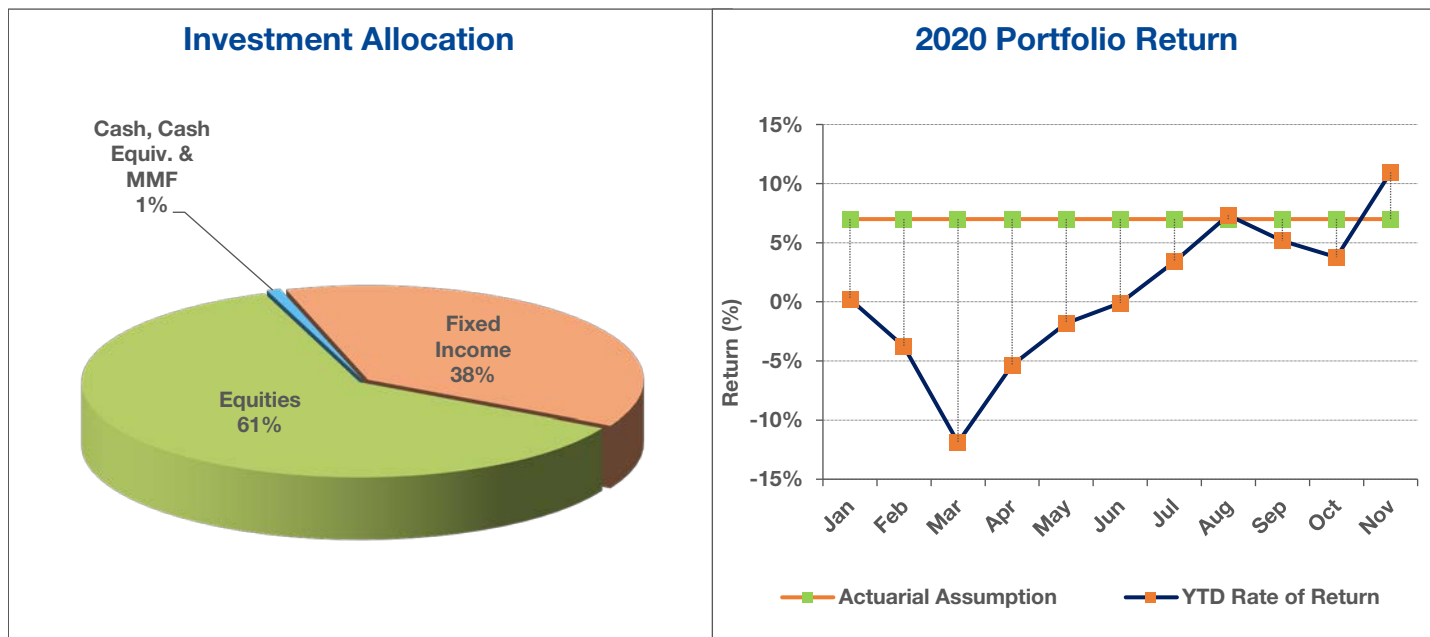 Investment Allocation
Cash, Cash
Equiv. &
MMF
1%
Fixed
Income
38%
Equities
61%
2020 Portfolio Return
15%
10%
5%
0%
-5%
-10%
-15%
Return (%)
Jan
Feb
Mar
Apr
May
Jun
Jul
Aug
Sep
Oct
Nov
Actuarial Assumption
YTD Rate of Return